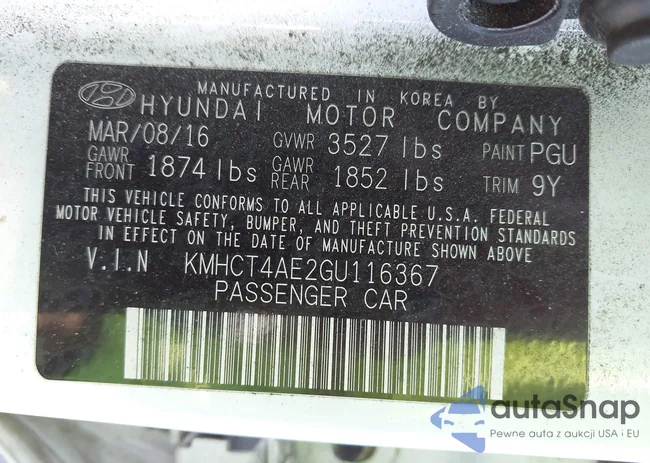 MANUFACTURED IN KOREA BY
HYUNDAI MOTOR COMPANY
MAR/08/16 GVWR 3527 lbs PAINT PGU
GAWR FRONT 1874 lbs GAWR REAR 1852 lbs TRIM 9Y
THIS VEHICLE CONFORMS TO ALL APPLICABLE U.S.A. FEDERAL
MOTOR VEHICLE SAFETY, BUMPER, AND THEFT PREVENTION STANDARDS
IN EFFECT ON THE DATE OF MANUFACTURE SHOWN ABOVE
V.I.N KMHCT4AE2GU116367
PASSENGER CAR
autaSnap
Pewne auta z aukcji USA i EU